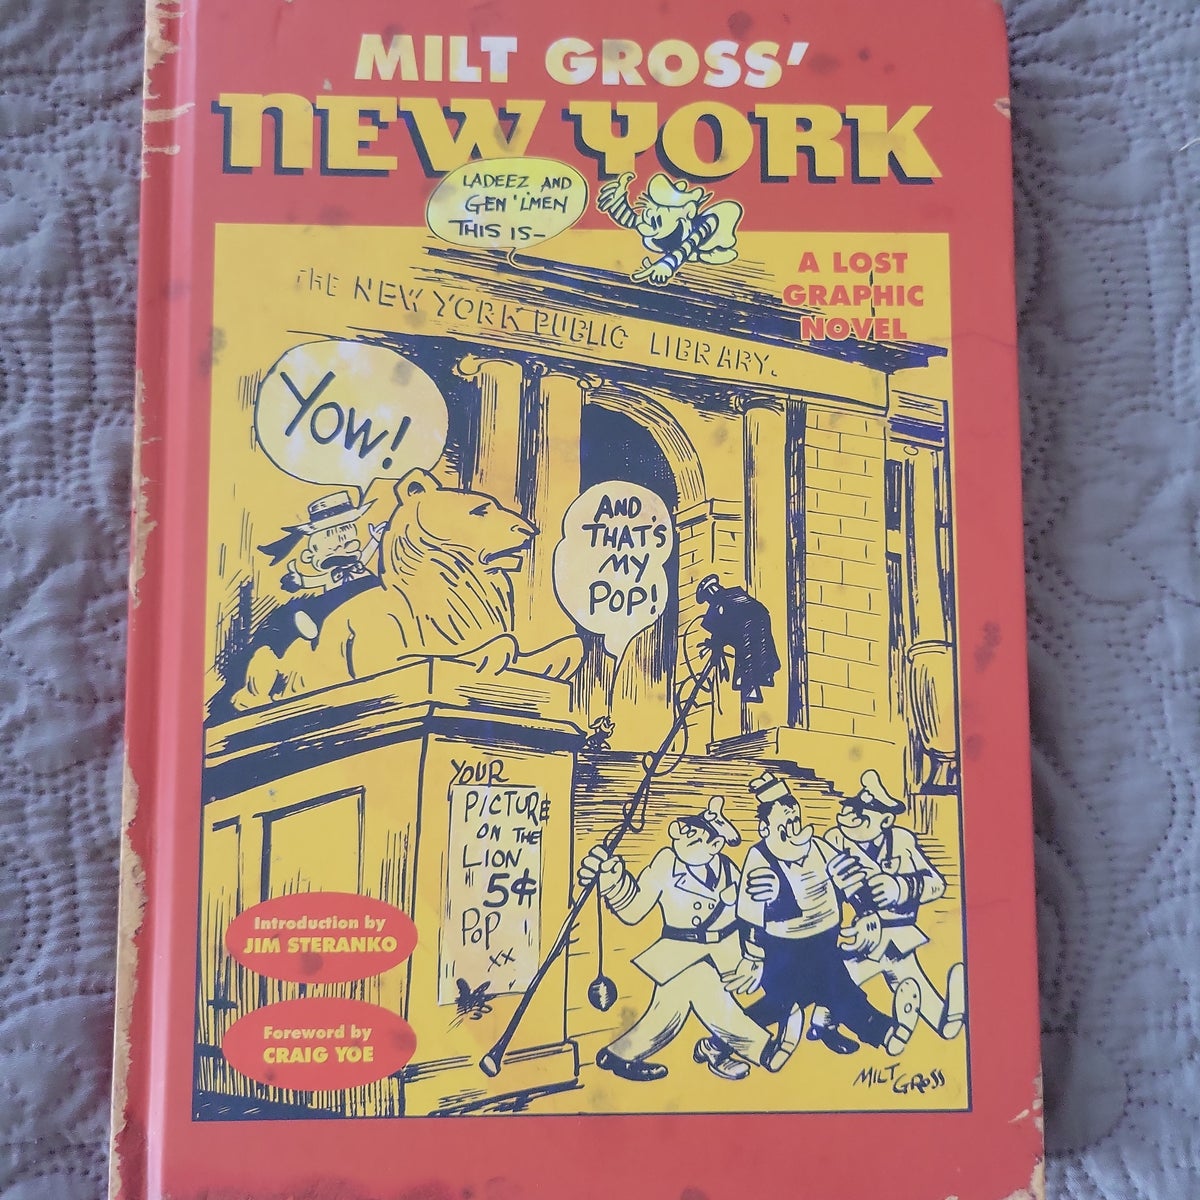 MILT GROSS'
NEW YORK
LADEEZ AND
GEN'L'MEN
THIS IS—
A LOST
GRAPHIC
NOVEL
THE NEW YORK PUBLIC LIBRARY.
YOW!
AND
THAT'S
MY
POP!
YOUR
PICTURE
ON THE
LION
5¢
POP
XX
Introduction by
JIM STERANKO
Foreword by
CRAIG YOE
MILT
GROSS